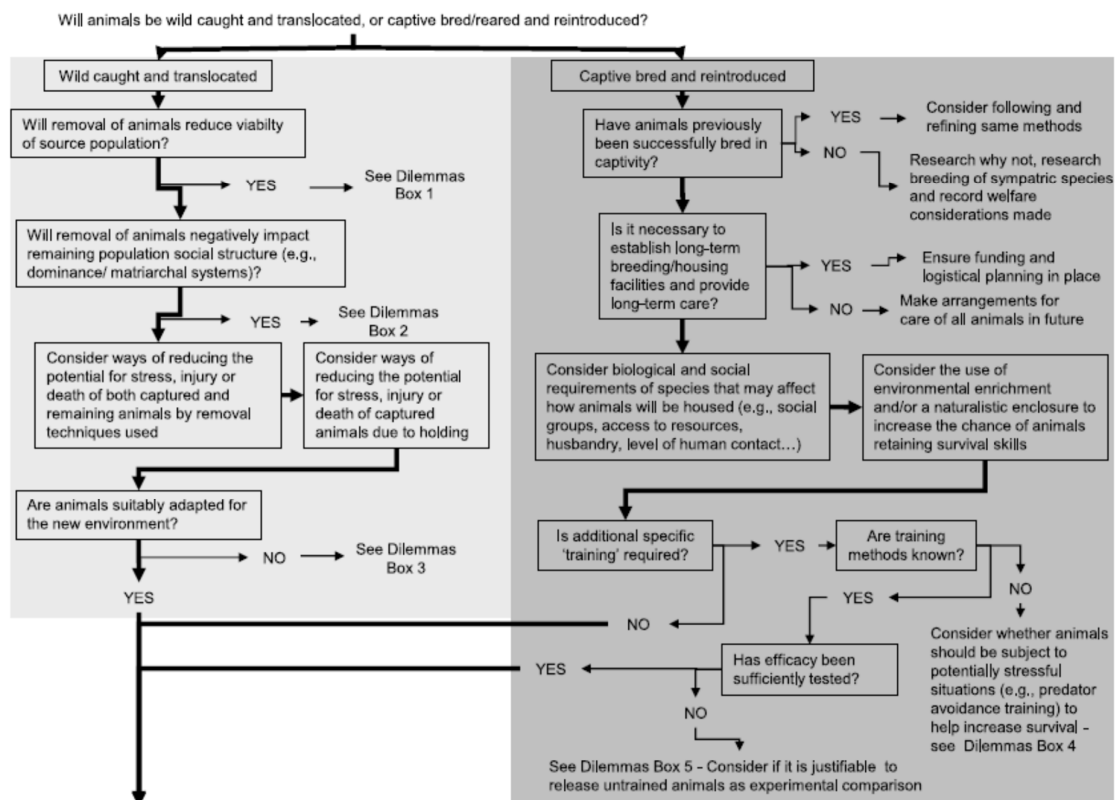 Will animals be wild caught and translocated, or captive bred/reared and reintroduced?
Wild caught and translocated
Will removal of animals reduce viabilty
of source population?
YES
See Dilemmas
Box 1
Will removal of animals negatively impact
remaining population social structure (e.g.,
dominance/ matriarchal systems)?
YES
See Dilemmas
Box 2
Consider ways of reducing the
potential for stress, injury or
death of both captured and
remaining animals by removal
techniques used
Consider ways of
reducing the potential
for stress, injury or
death of captured
animals due to holding
Are animals suitably adapted for
the new environment?
NO
See Dilemmas
Box 3
YES
Captive bred and reintroduced
Have animals previously
been successfully bred in
captivity?
YES
Consider following and
refining same methods
NO
Research why not, research
breeding of sympatric species
and record welfare
considerations made
Is it necessary to
establish long-term
breeding/housing
facilities and provide
long-term care?
YES
Ensure funding and
logistical planning in place
NO
Make arrangements for
care of all animals in future
Consider biological and social
requirements of species that may affect
how animals will be housed (e.g., social
groups, access to resources,
husbandry, level of human contact…)
Consider the use of
environmental enrichment
and/or a naturalistic enclosure to
increase the chance of animals
retaining survival skills
Is additional specific
‘training’ required?
YES
Are training
methods known?
NO
YES
NO
Consider whether animals
should be subject to
potentially stressful
situations (e.g., predator
avoidance training) to
help increase survival –
see Dilemmas Box 4
Has efficacy been
sufficiently tested?
YES
NO
See Dilemmas Box 5 - Consider if it is justifiable to
release untrained animals as experimental comparison